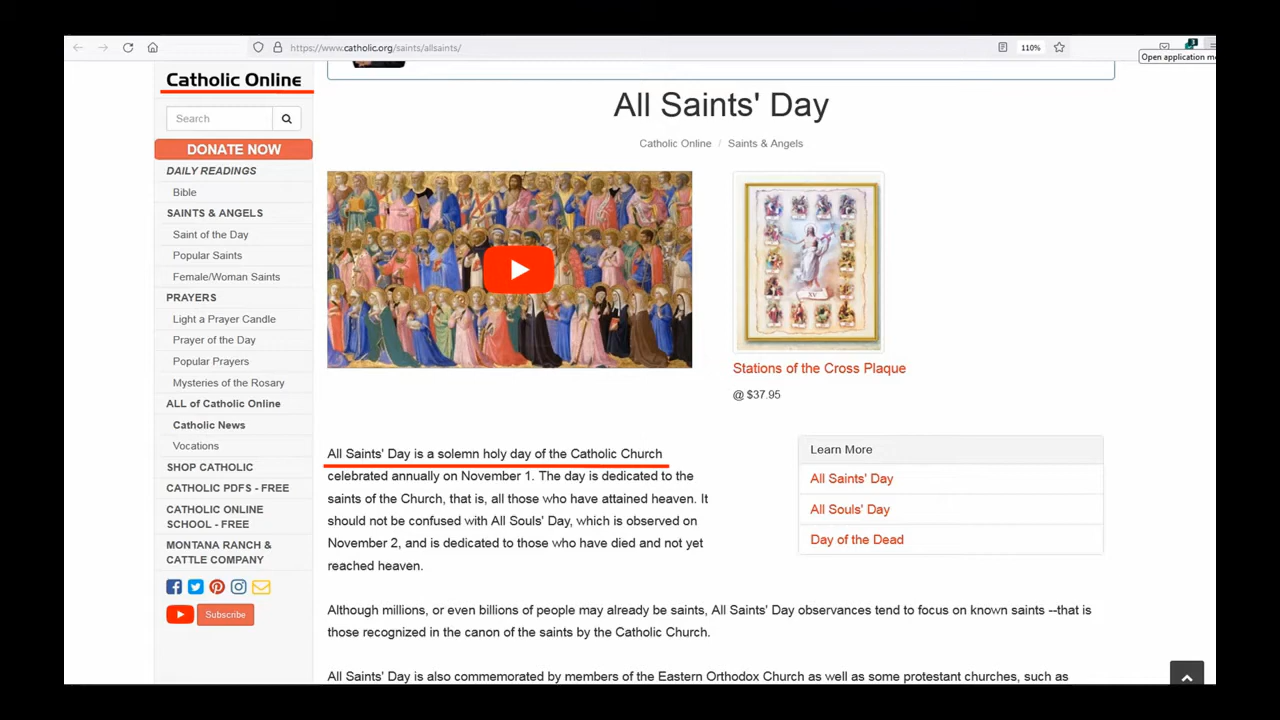 https://www.catholic.org/saints/allsaints/
110%
Open application me
Catholic Online
Search
DONATE NOW
DAILY READINGS
Bible
SAINTS & ANGELS
Saint of the Day
Popular Saints
Female/Woman Saints
PRAYERS
Light a Prayer Candle
Prayer of the Day
Popular Prayers
Mysteries of the Rosary
ALL of Catholic Online
Catholic News
Vocations
SHOP CATHOLIC
CATHOLIC PDFS - FREE
CATHOLIC ONLINE
SCHOOL - FREE
MONTANA RANCH &
CATTLE COMPANY
Subscribe
All Saints' Day
Catholic Online / Saints & Angels
XV
Stations of the Cross Plaque
@ $37.95
All Saints' Day is a solemn holy day of the Catholic Church
celebrated annually on November 1. The day is dedicated to the
saints of the Church, that is, all those who have attained heaven. It
should not be confused with All Souls' Day, which is observed on
November 2, and is dedicated to those who have died and not yet
reached heaven.
Learn More
All Saints' Day
All Souls' Day
Day of the Dead
Although millions, or even billions of people may already be saints, All Saints' Day observances tend to focus on known saints --that is
those recognized in the canon of the saints by the Catholic Church.
All Saints' Day is also commemorated by members of the Eastern Orthodox Church as well as some protestant churches, such as